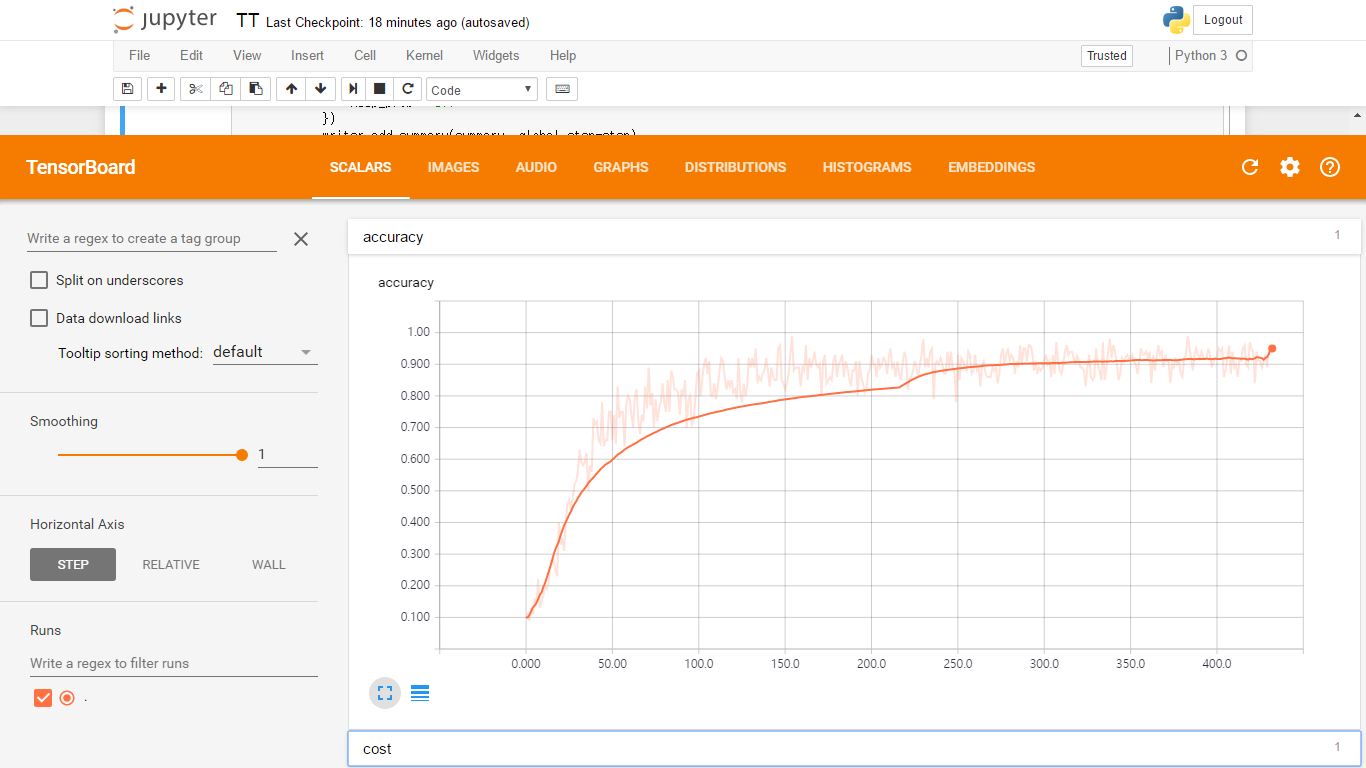 jupyter TT Last Checkpoint: 18 minutes ago (autosaved) Logout
File Edit View Insert Cell Kernel Widgets Help Trusted Python 3
Code
})
TensorBoard SCALARS IMAGES AUDIO GRAPHS DISTRIBUTIONS HISTOGRAMS EMBEDDINGS
Write a regex to create a tag group
Split on underscores
Data download links
Tooltip sorting method: default
Smoothing
1
Horizontal Axis
STEP RELATIVE WALL
Runs
Write a regex to filter runs
.
accuracy 1
accuracy
1.00
0.900
0.800
0.700
0.600
0.500
0.400
0.300
0.200
0.100
0.000 50.00 100.0 150.0 200.0 250.0 300.0 350.0 400.0
cost 1